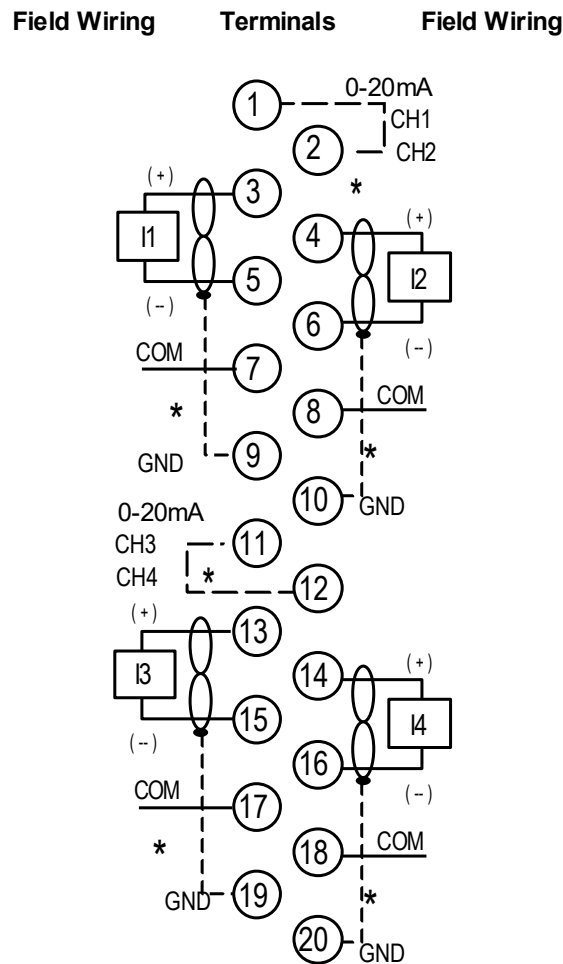 Field Wiring Terminals Field Wiring
0-20mA
1
CH1
2 CH2
*
(+) 3
I1
4 (+)
5
I2
(--)
6
(--)
COM 7
8 COM
*
*
GND 9
10 GND
0-20mA
CH3 11
CH4 * 12
(+) 13
I3
14 (+)
15
I4
(--)
16
(--)
COM 17
* 18 COM
GND 19 *
20 GND